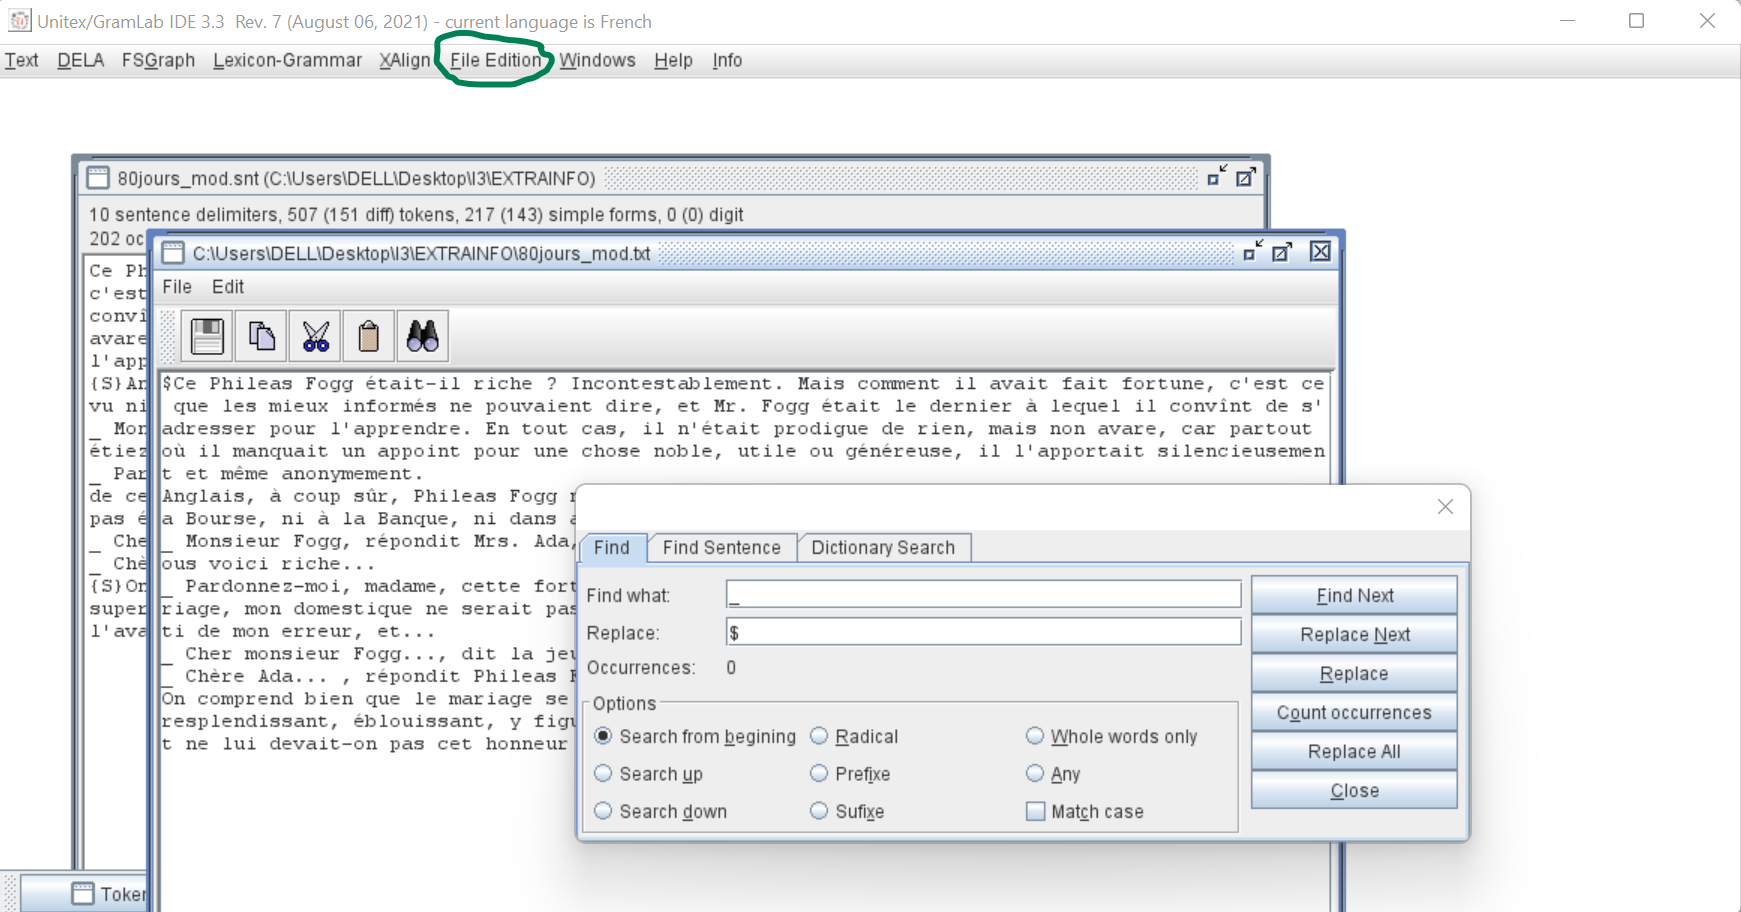 Unitex/GramLab IDE 3.3  Rev. 7 (August 06, 2021) - current language is French
Text DELA FSGraph Lexicon-Grammar XAlign File Edition Windows Help Info
80jours_mod.snt (C:\Users\DELL\Desktop\I3\EXTRAINFO)
10 sentence delimiters, 507 (151 diff) tokens, 217 (143) simple forms, 0 (0) digit
202 oc
Ce Ph
c'est
convî
avare
l'app
{S}An
vu ni
_ Mon
étiez
_ Par
de ce
pas é
_ Che
_ Chè
{S}On
super
l'ava
C:\Users\DELL\Desktop\I3\EXTRAINFO\80jours_mod.txt
File Edit
$Ce Phileas Fogg était-il riche ? Incontestablement. Mais comment il avait fait fortune, c'est ce
que les mieux informés ne pouvaient dire, et Mr. Fogg était le dernier à lequel il convînt de s'
adresser pour l'apprendre. En tout cas, il n'était prodigue de rien, mais non avare, car partout
où il manquait un appoint pour une chose noble, utile ou généreuse, il l'apportait silencieusemen
t et même anonymement.
Anglais, à coup sûr, Phileas Fogg n
a Bourse, ni à la Banque, ni dans a
_ Monsieur Fogg, répondit Mrs. Ada,
ous voici riche...
_ Pardonnez-moi, madame, cette fort
riage, mon domestique ne serait pas
ti de mon erreur, et...
_ Cher monsieur Fogg..., dit la jeu
_ Chère Ada... , répondit Phileas F
On comprend bien que le mariage se
resplendissant, éblouissant, y figu
t ne lui devait-on pas cet honneur
Find Find Sentence Dictionary Search
Find what: _
Replace: $
Occurrences: 0
Options
Search from begining Radical Whole words only
Search up Prefixe Any
Search down Sufixe Match case
Find Next
Replace Next
Replace
Count occurrences
Replace All
Close
Token